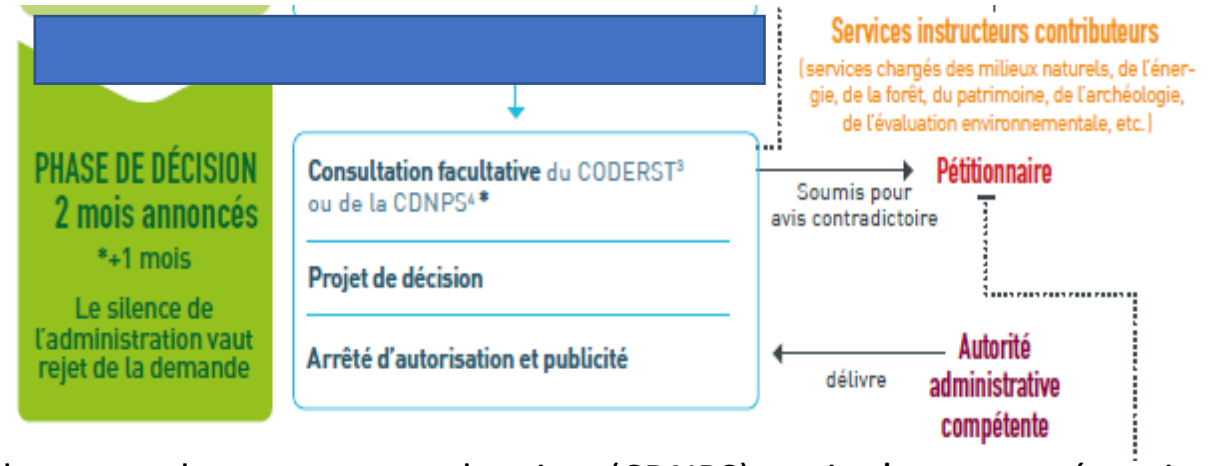 PHASE DE DÉCISION
2 mois annoncés
*+1 mois
Le silence de
l'administration vaut
rejet de la demande
Consultation facultative du CODERST³
ou de la CDNPS⁴ *
Projet de décision
Arrêté d'autorisation et publicité
Services instructeurs contributeurs
(services chargés des milieux naturels, de l'éner-
gie, de la forêt, du patrimoine, de l'archéologie,
de l'évaluation environnementale, etc.)
Pétitionnaire
Soumis pour
avis contradictoire
Autorité
administrative
compétente
délivre
(CDNPS)